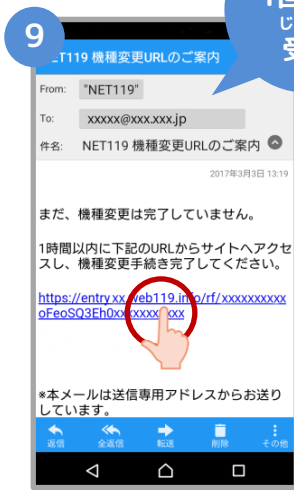 9
NET119 機種変更URLのご案内
From: "NET119"
To: xxxxx@xxx.xxx.jp
件名: NET119 機種変更URLのご案内
2017年3月3日 13:19
まだ、機種変更は完了していません。
1時間以内に下記のURLからサイトへアクセ
スし、機種変更手続き完了してください。
https://entryxx.web119.info/rf/xxxxxxxxxx
oFeoSQ3Eh0xxxxxxxxxx
*本メールは送信専用アドレスからお送り
しています。
返信 全返信 転送 削除 その他